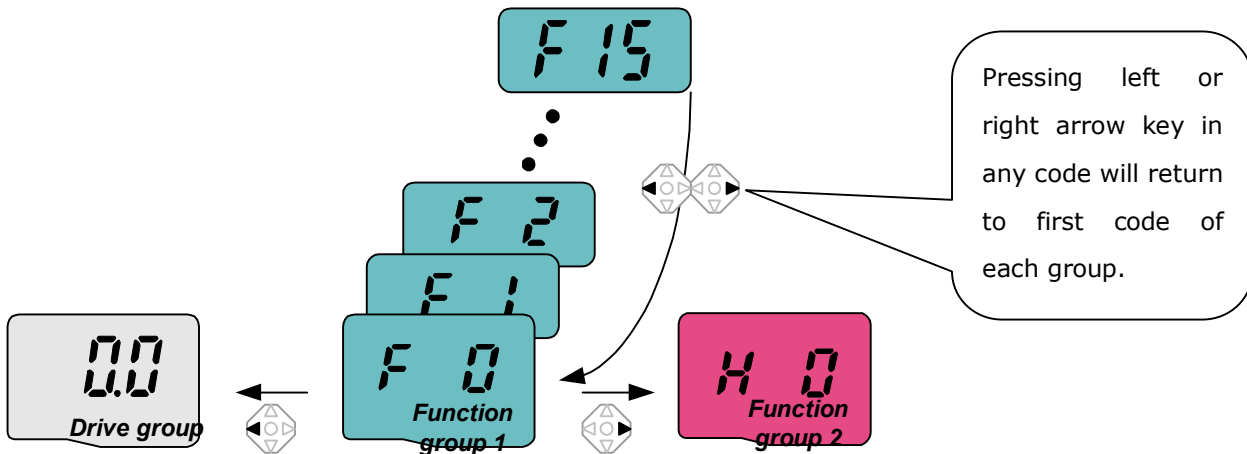 F 15
Pressing left or
right arrow key in
any code will return
to first code of
each group.
F 2
F 1
F 0
Function
group 1
0.0
Drive group
H 0
Function
group 2